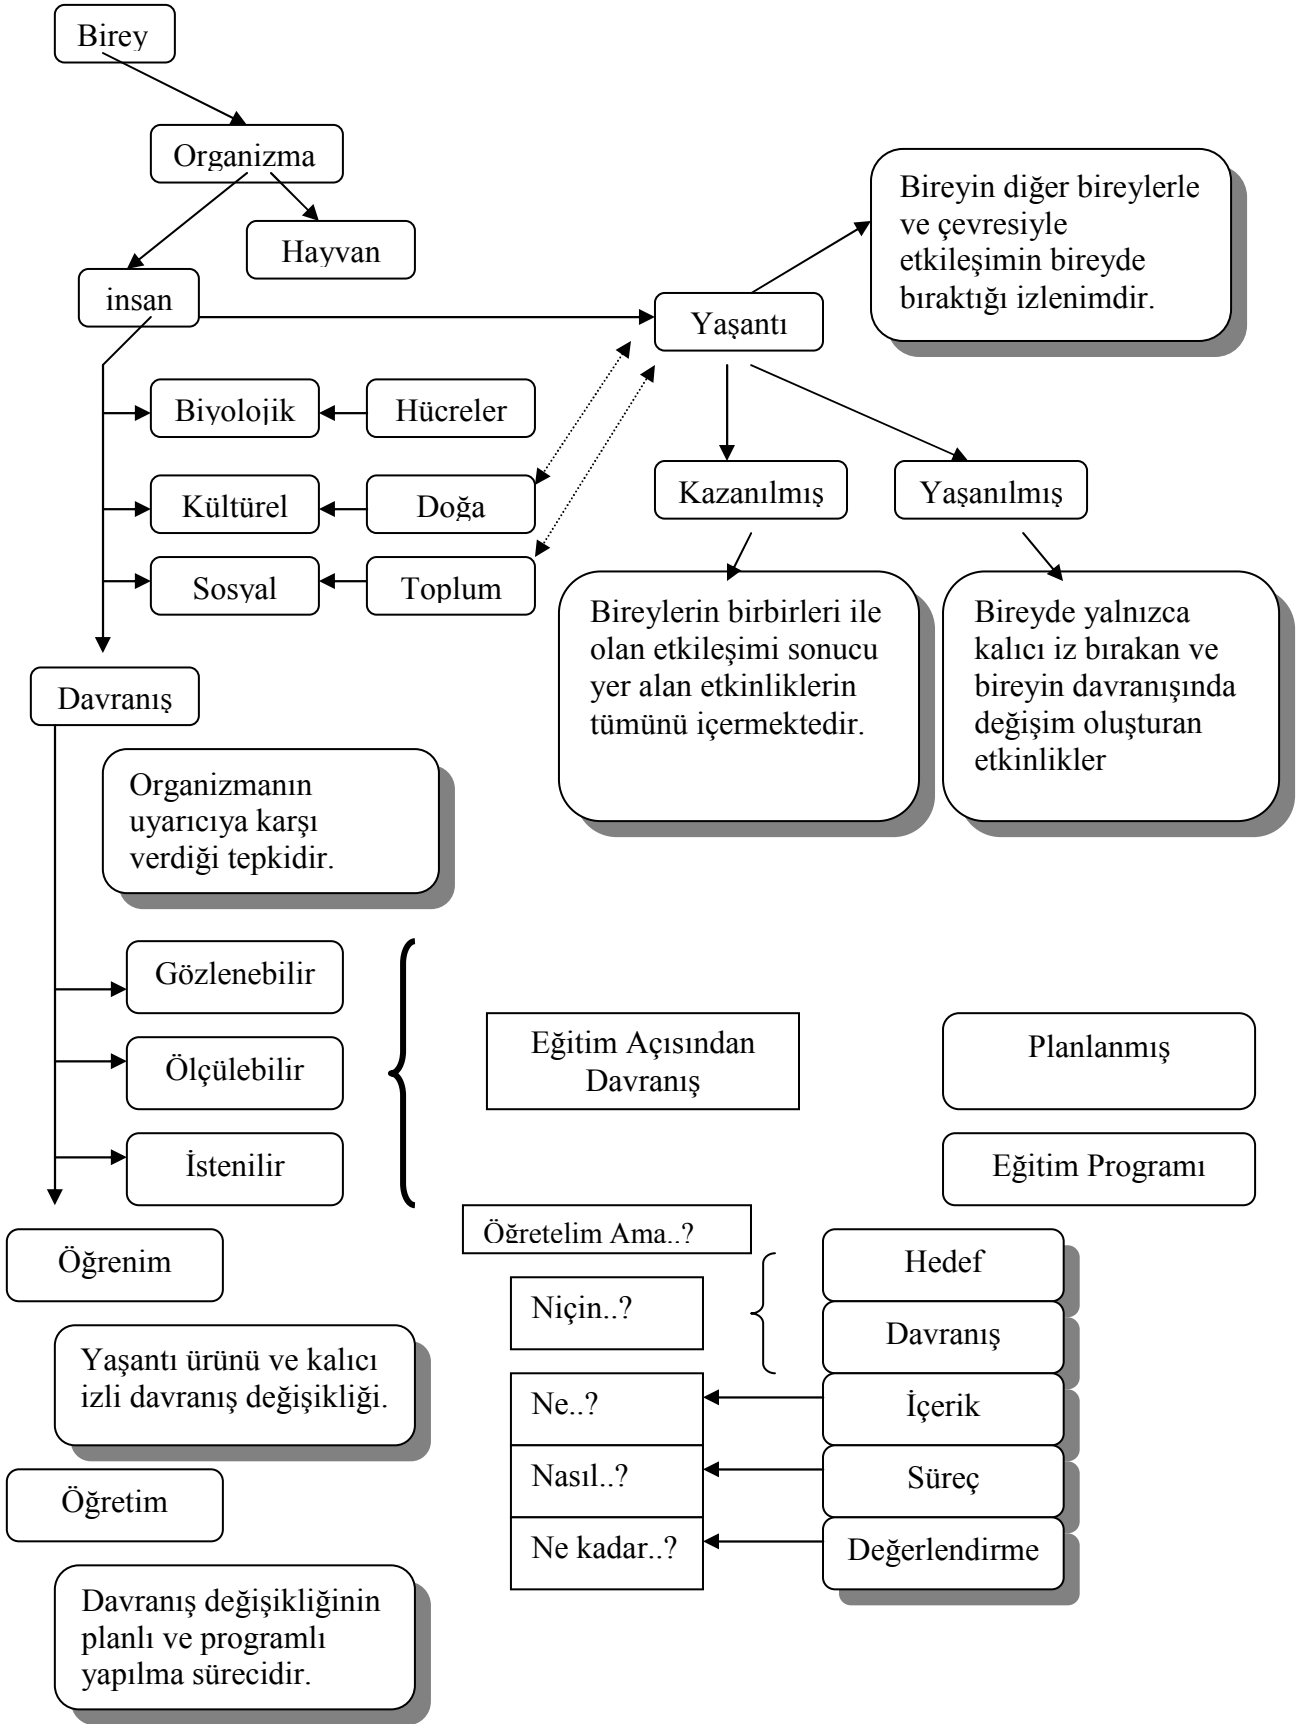 Birey
Organizma
Hayvan
insan
Bireyin diğer bireylerle
ve çevresiyle
etkileşimin bireyde
bıraktığı izlenimdir.
Yaşantı
Biyolojik
Hücreler
Kültürel
Doğa
Sosyal
Toplum
Kazanılmış
Yaşanılmış
Bireylerin birbirleri ile
olan etkileşimi sonucu
yer alan etkinliklerin
tümünü içermektedir.
Bireyde yalnızca
kalıcı iz bırakan ve
bireyin davranışında
değişim oluşturan
etkinlikler
Davranış
Organizmanın
uyarıcıya karşı
verdiği tepkidir.
Gözlenebilir
Ölçülebilir
İstenilir
Eğitim Açısından
Davranış
Planlanmış
Eğitim Programı
Öğrenim
Yaşantı ürünü ve kalıcı
izli davranış değişikliği.
Öğretim
Davranış değişikliğinin
planlı ve programlı
yapılma sürecidir.
Öğretelim Ama..?
Niçin..?
Ne..?
Nasıl..?
Ne kadar..?
Hedef
Davranış
İçerik
Süreç
Değerlendirme